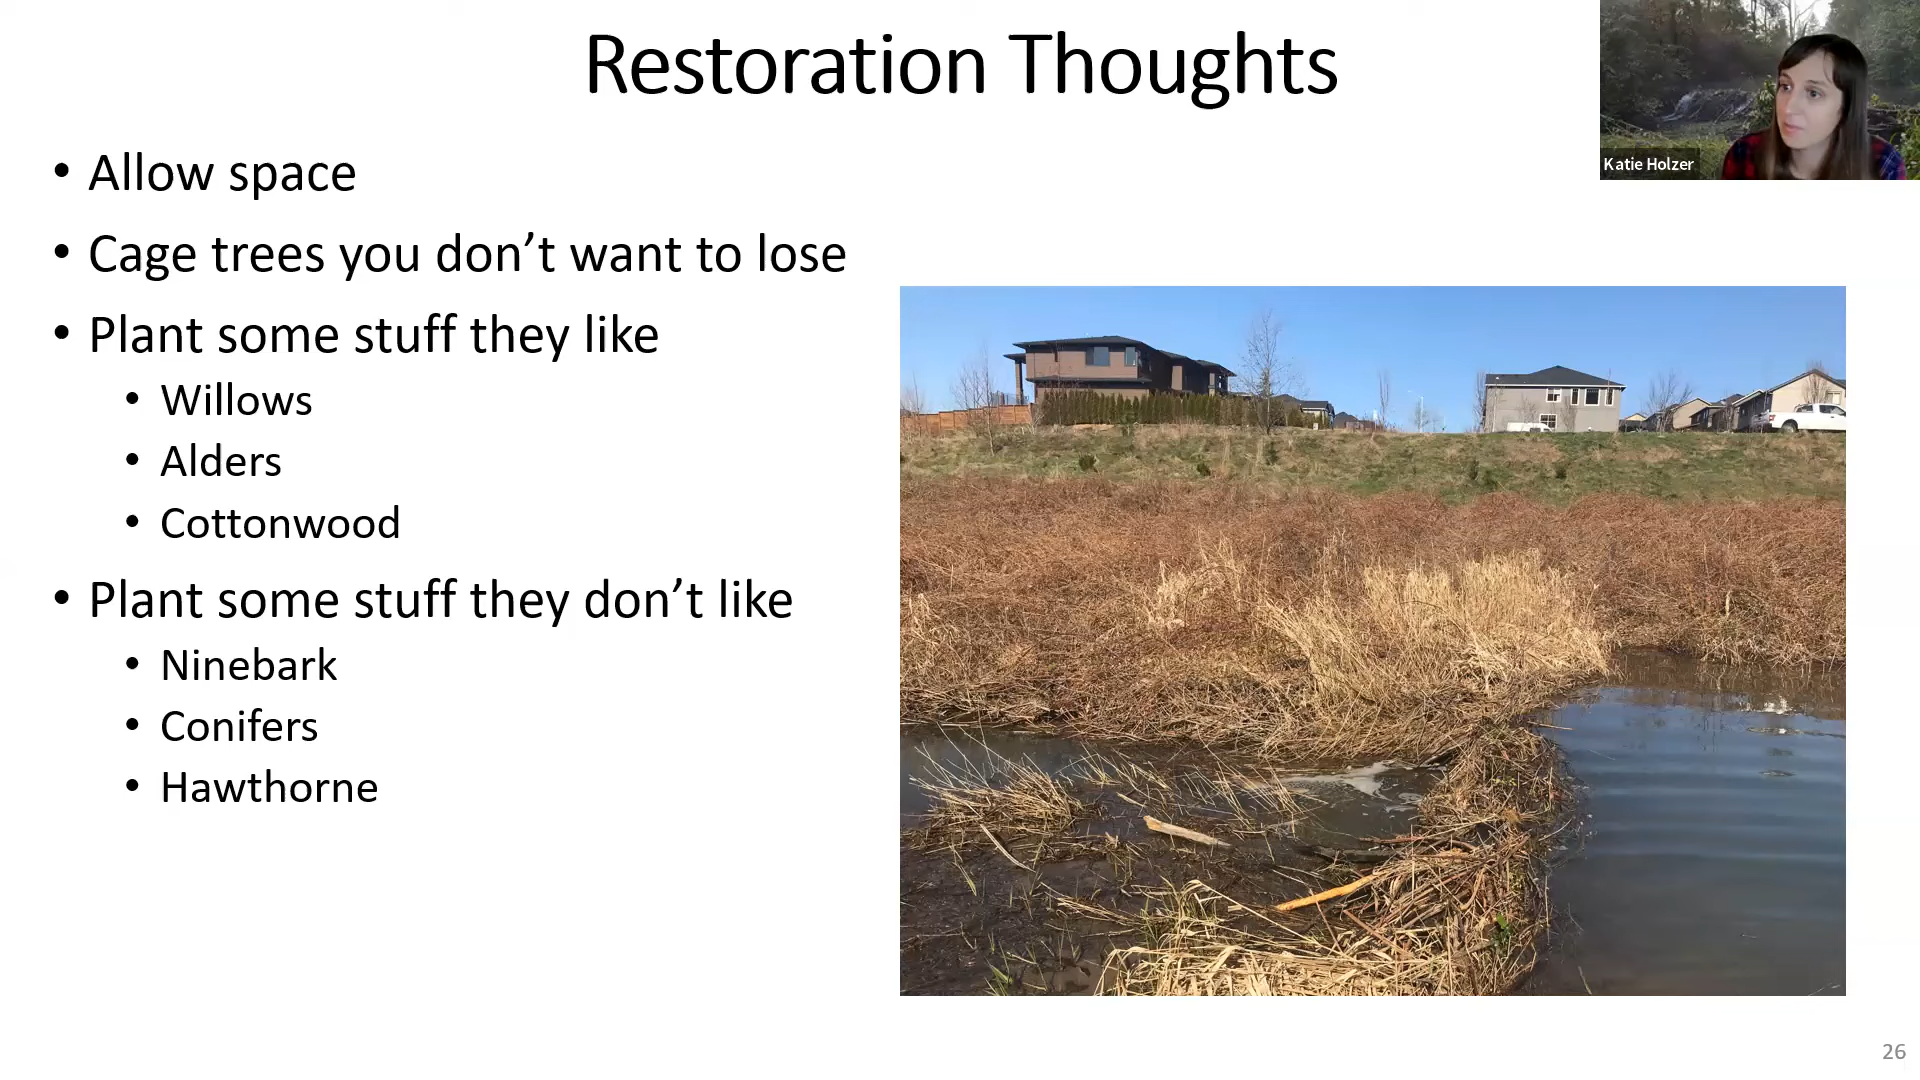 Restoration Thoughts
Katie Holzer
• Allow space
• Cage trees you don’t want to lose
• Plant some stuff they like
• Willows
• Alders
• Cottonwood
• Plant some stuff they don’t like
• Ninebark
• Conifers
• Hawthorne
26